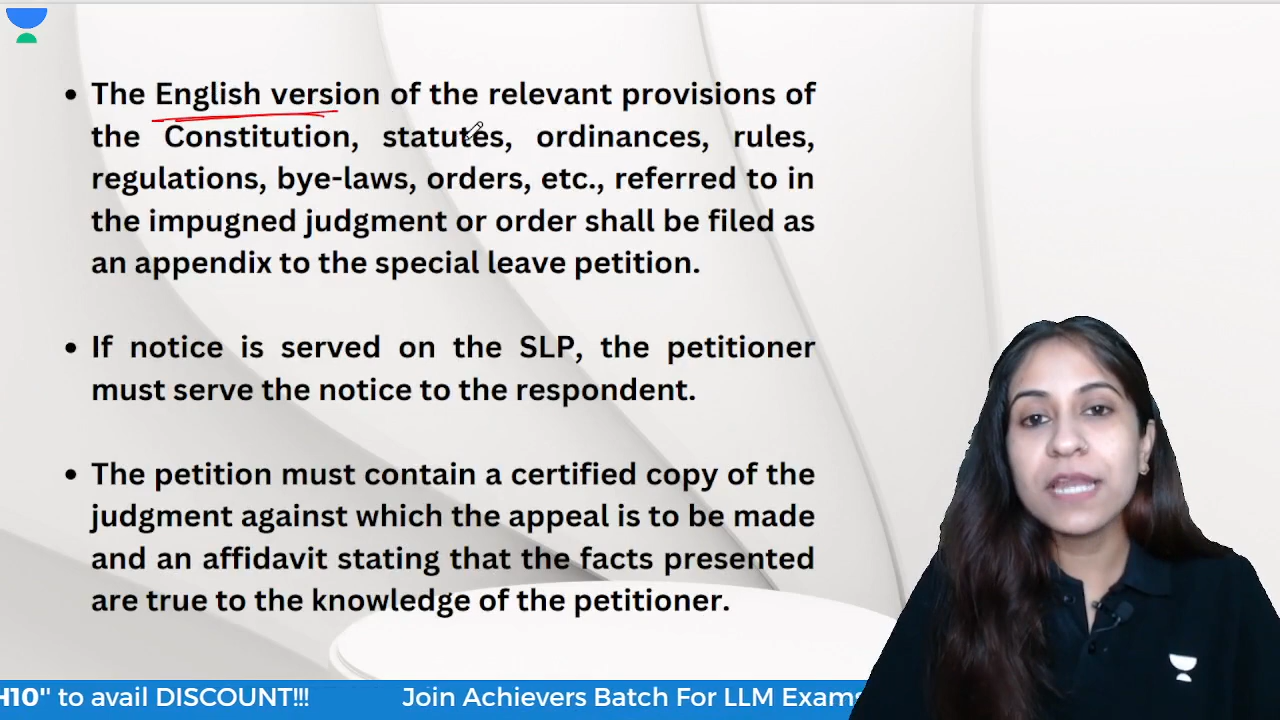 • The English version of the relevant provisions of
the Constitution, statutes, ordinances, rules,
regulations, bye-laws, orders, etc., referred to in
the impugned judgment or order shall be filed as
an appendix to the special leave petition.
• If notice is served on the SLP, the petitioner
must serve the notice to the respondent.
• The petition must contain a certified copy of the
judgment against which the appeal is to be made
and an affidavit stating that the facts presented
are true to the knowledge of the petitioner.
H10" to avail DISCOUNT!!! Join Achievers Batch For LLM Exams